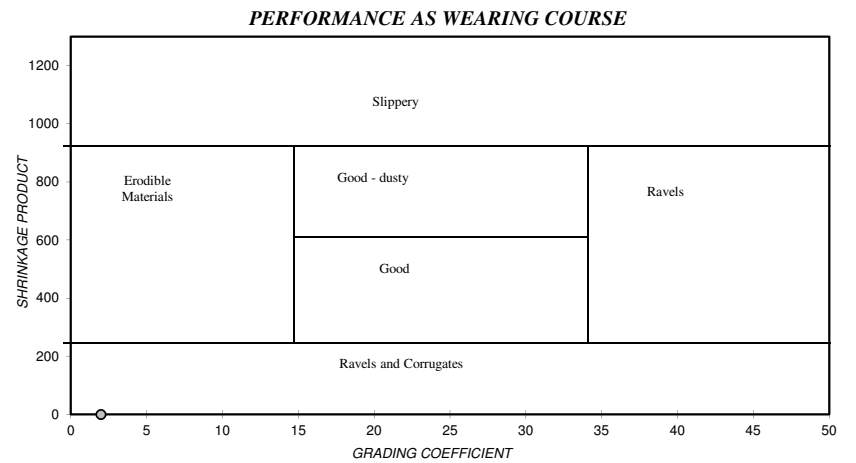 PERFORMANCE AS WEARING COURSE
1200
1000
800
600
400
200
0
SHRINKAGE PRODUCT
Slippery
Erodible
Materials
Good - dusty
Ravels
Good
Ravels and Corrugates
0 5 10 15 20 25 30 35 40 45 50
GRADING COEFFICIENT